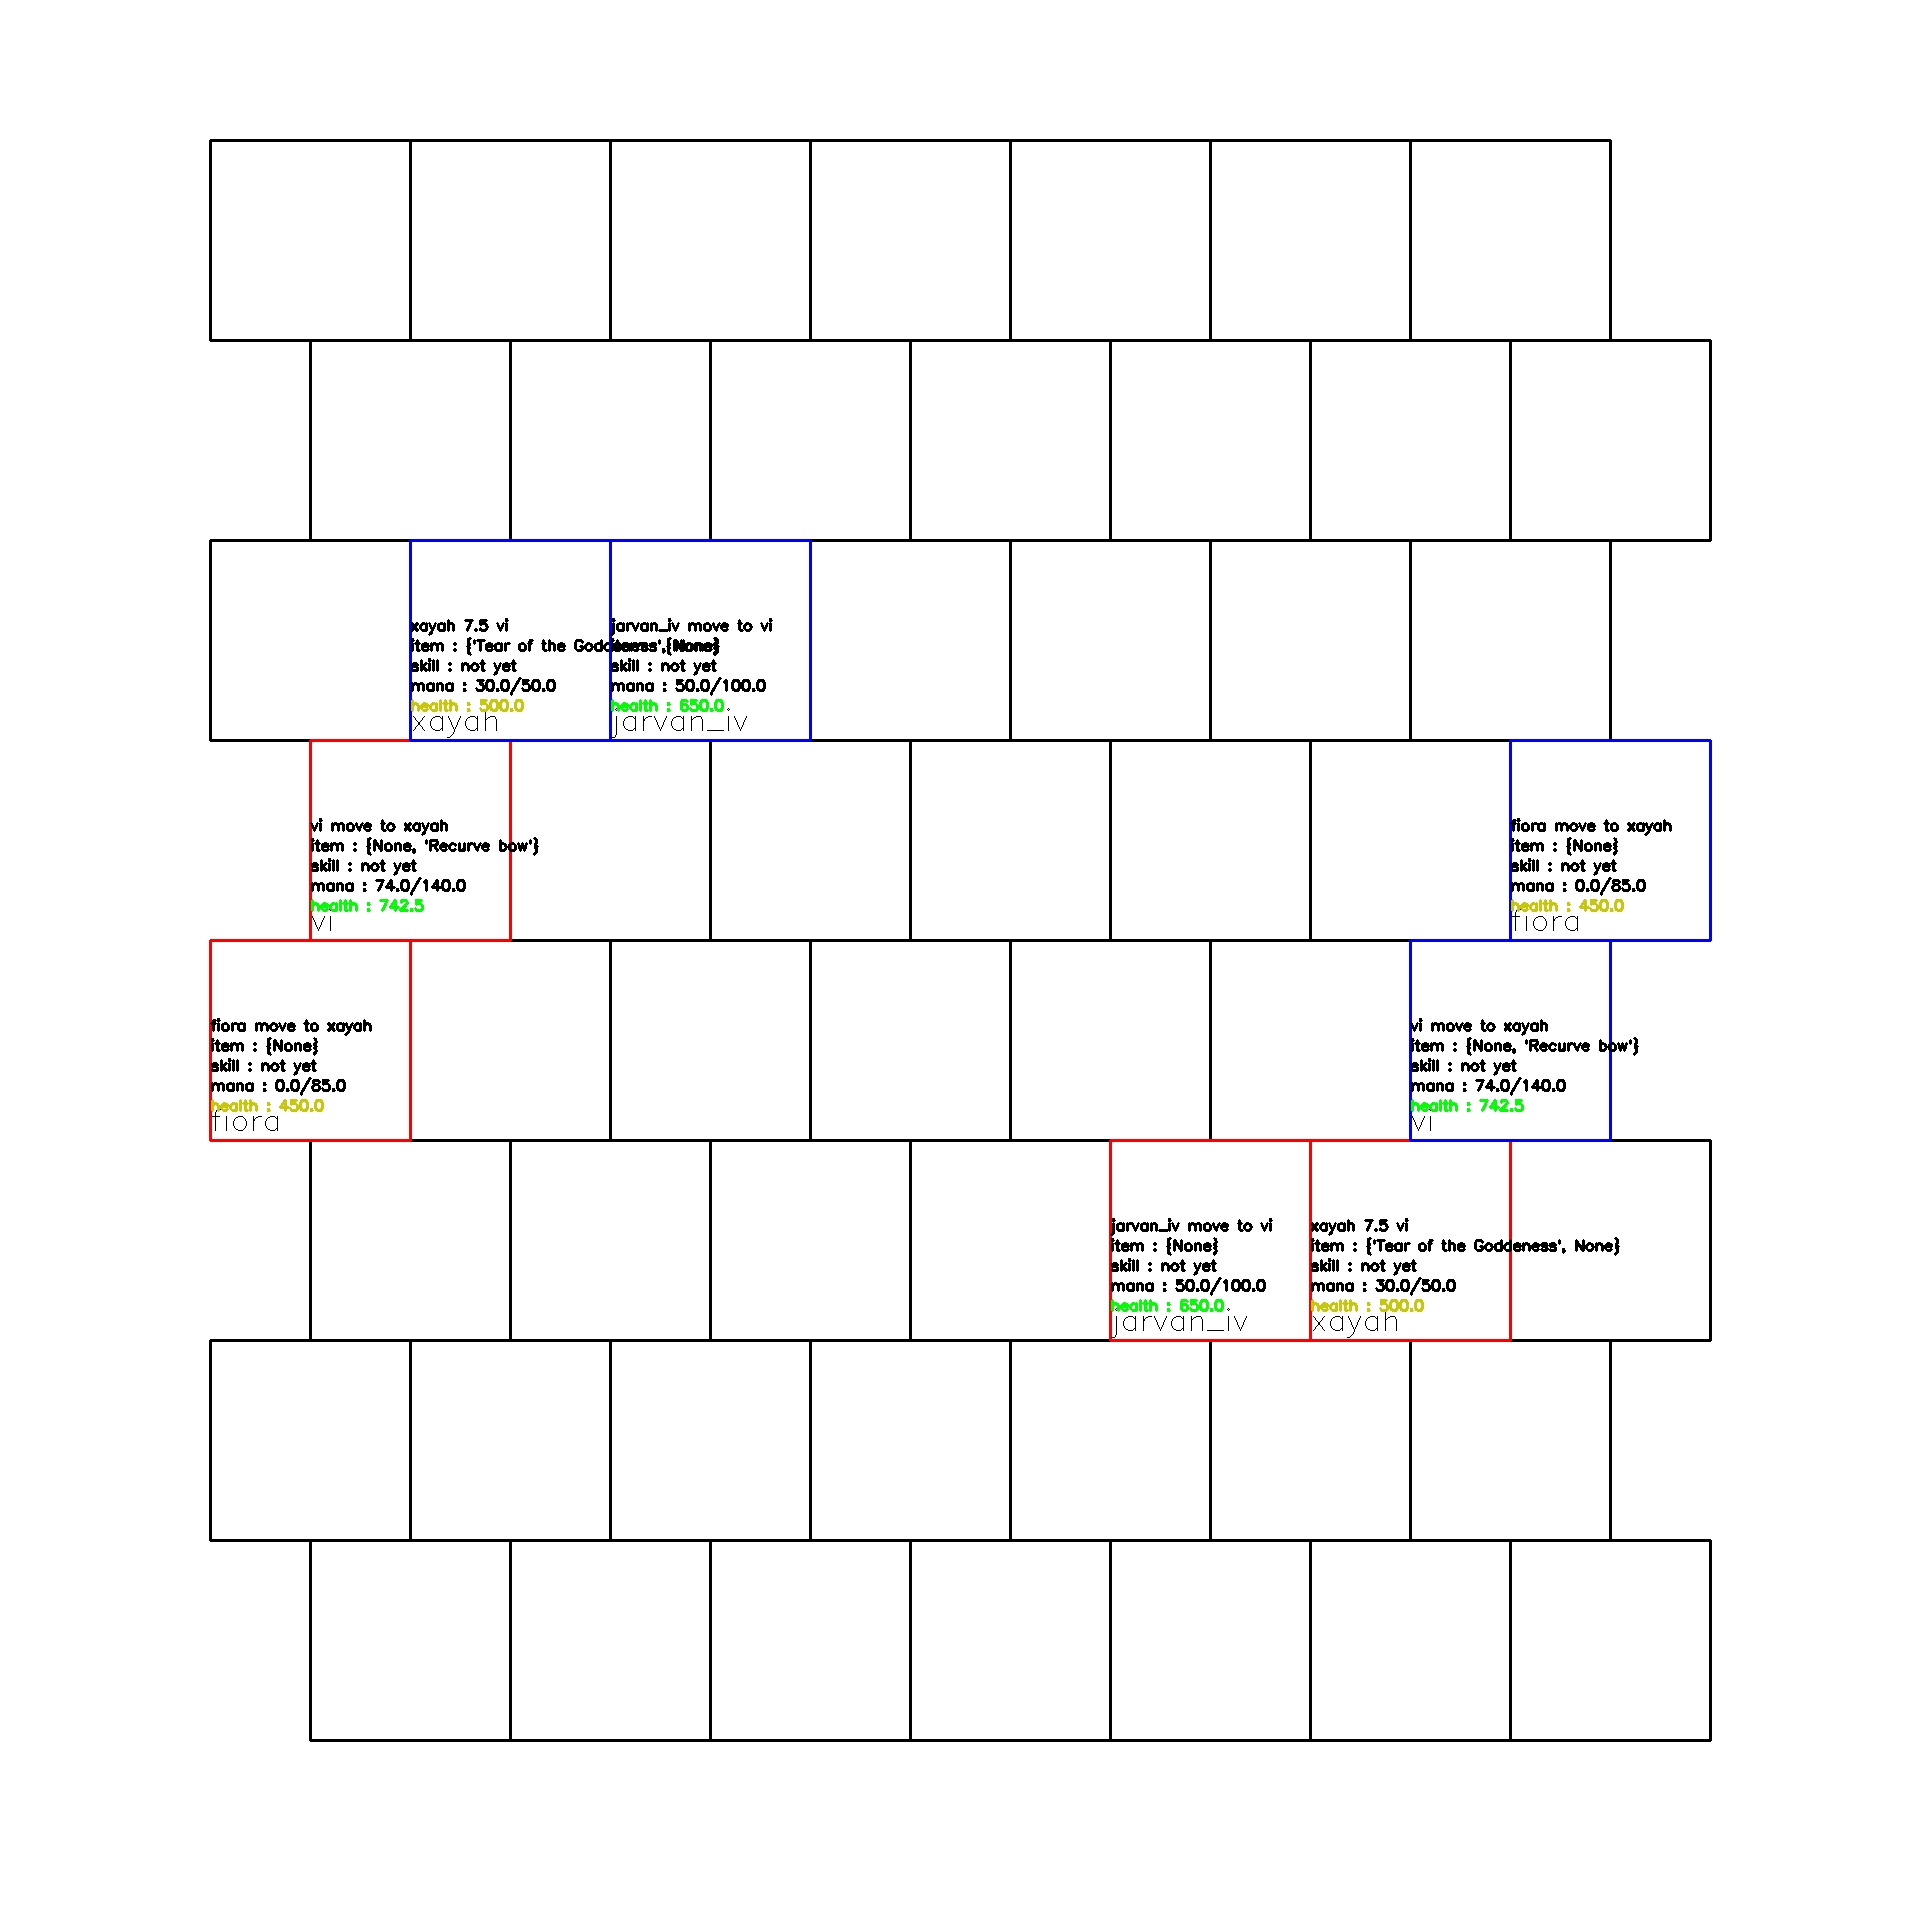 xayah 7.5 vi
item : {'Tear of the Goddeness', None}
skill : not yet
mana : 30.0/50.0
health : 500.0
xayah
jarvan_iv move to vi
item : {None}
skill : not yet
mana : 50.0/100.0
health : 650.0
jarvan_iv
vi move to xayah
item : {None, 'Recurve bow'}
skill : not yet
mana : 74.0/140.0
health : 742.5
vi
fiora move to xayah
item : {None}
skill : not yet
mana : 0.0/85.0
health : 450.0
fiora
fiora move to xayah
item : {None}
skill : not yet
mana : 0.0/85.0
health : 450.0
fiora
vi move to xayah
item : {None, 'Recurve bow'}
skill : not yet
mana : 74.0/140.0
health : 742.5
vi
jarvan_iv move to vi
item : {None}
skill : not yet
mana : 50.0/100.0
health : 650.0
jarvan_iv
xayah 7.5 vi
item : {'Tear of the Goddeness', None}
skill : not yet
mana : 30.0/50.0
health : 500.0
xayah